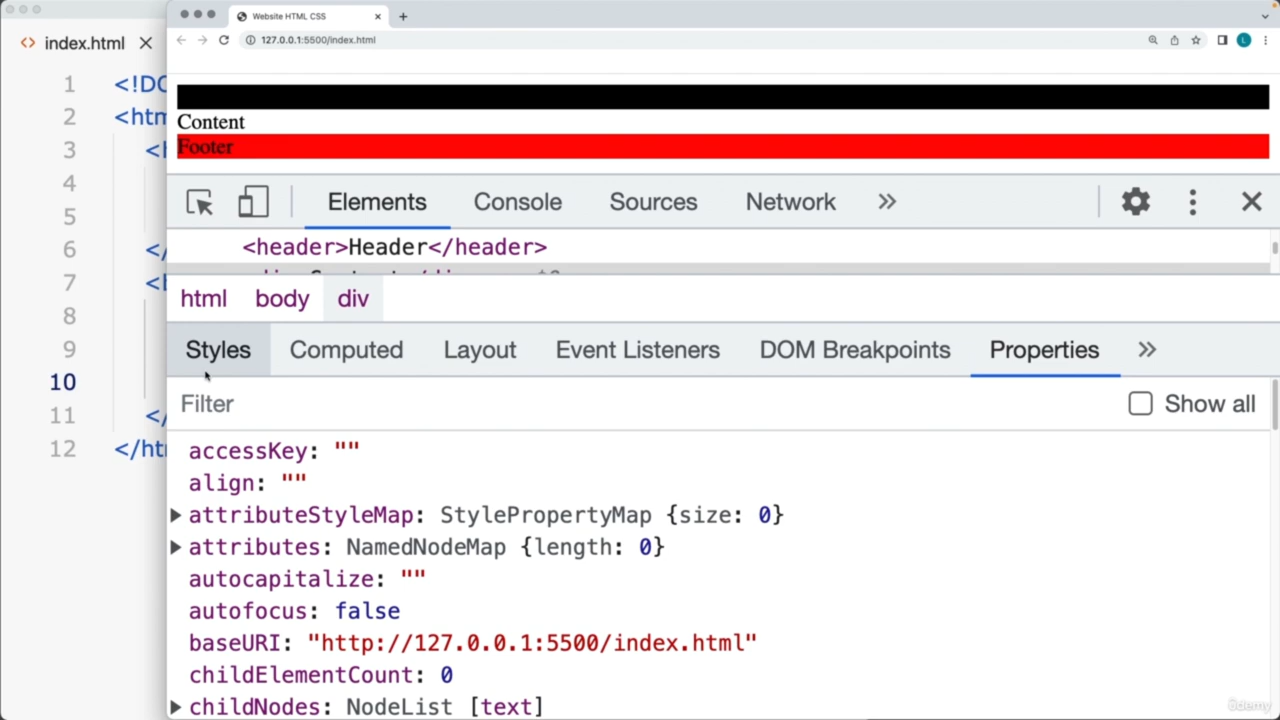 index.html
Website HTML CSS
127.0.0.1:5500/index.html
L
1 <!DO
2 <htm
3 <h
4
5
6 </
7 <b
8
9
10
11 </
12 </ht
Content
Footer
Elements Console Sources Network
<header>Header</header>
html body div
Styles Computed Layout Event Listeners DOM Breakpoints Properties
Filter Show all
accessKey: ""
align: ""
attributeStyleMap: StylePropertyMap {size: 0}
attributes: NamedNodeMap {length: 0}
autocapitalize: ""
autofocus: false
baseURI: "http://127.0.0.1:5500/index.html"
childElementCount: 0
childNodes: NodeList [text]
ûdemy